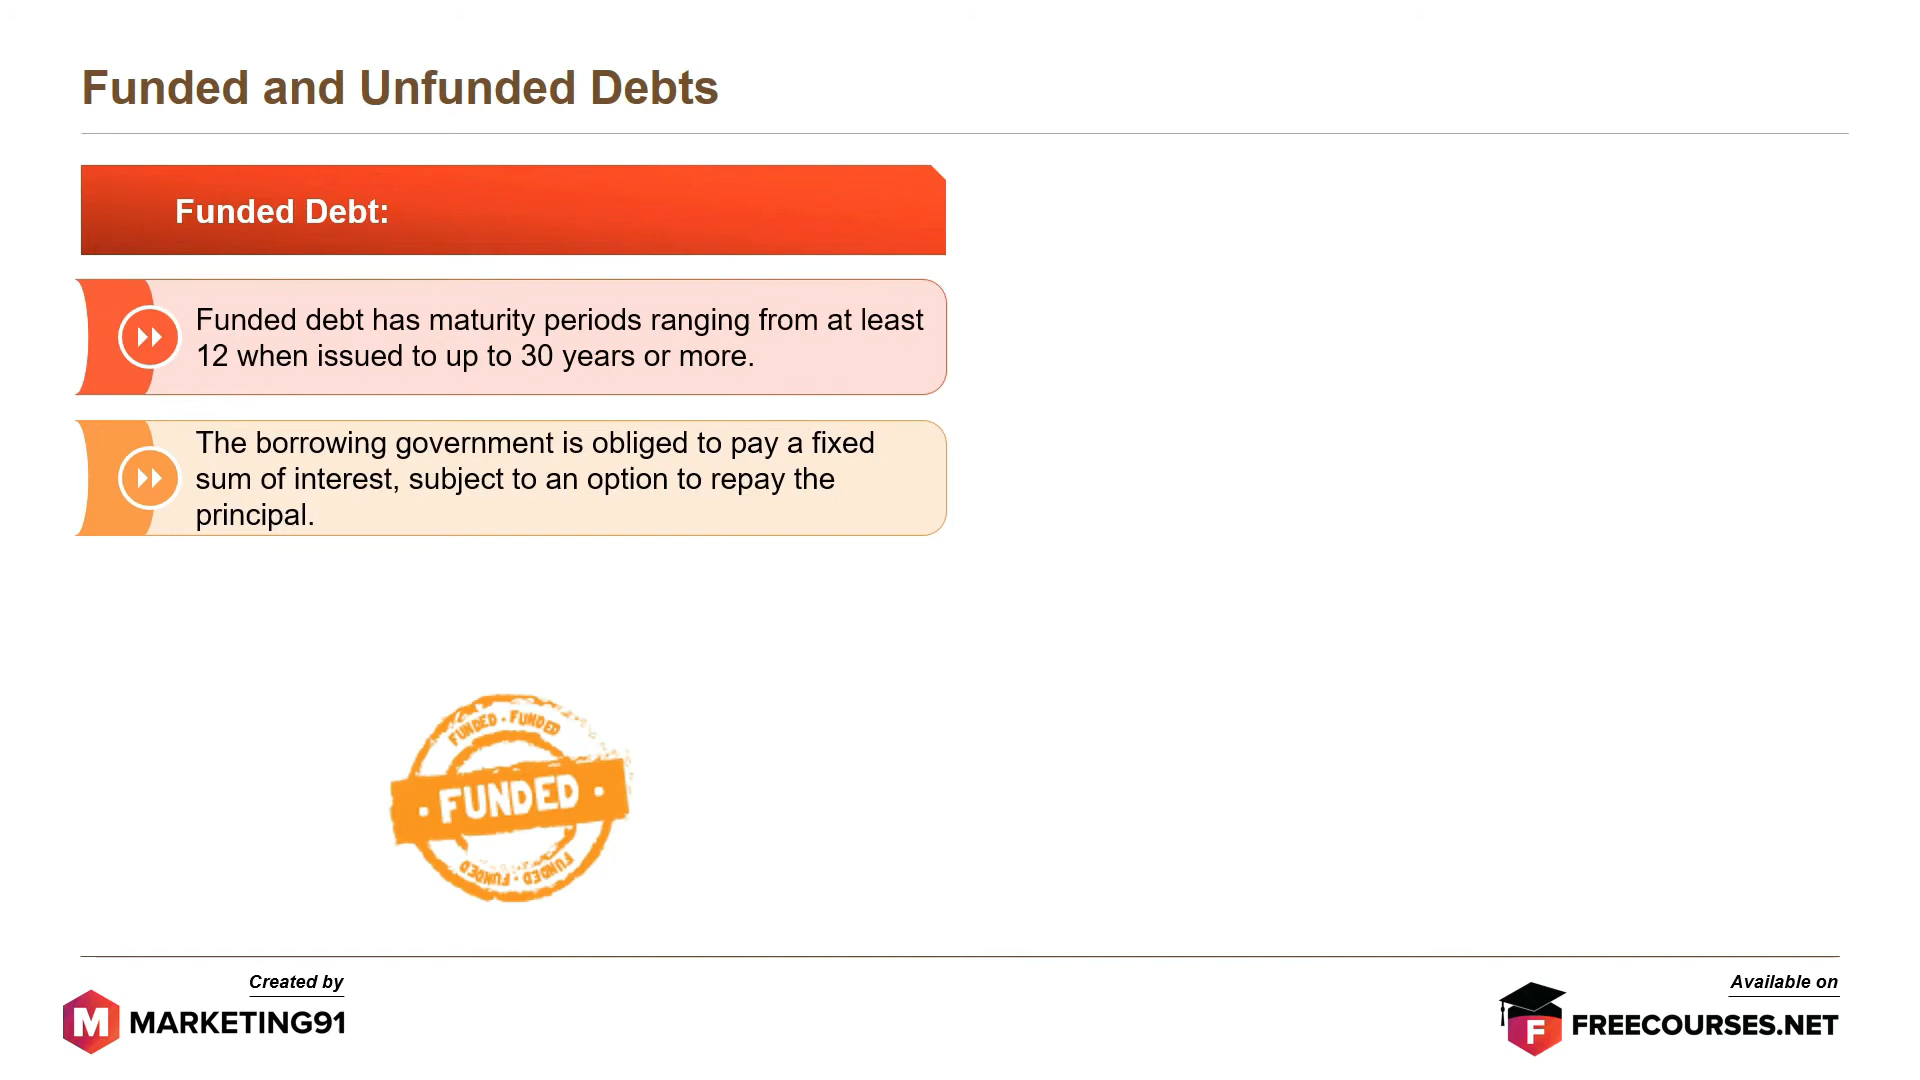 Funded and Unfunded Debts
Funded Debt:
Funded debt has maturity periods ranging from at least
12 when issued to up to 30 years or more.
The borrowing government is obliged to pay a fixed
sum of interest, subject to an option to repay the
principal.
FUNDED · FUNDED
· FUNDED ·
FUNDED · FUNDED
Created by
M MARKETING91
Available on
F FREECOURSES.NET